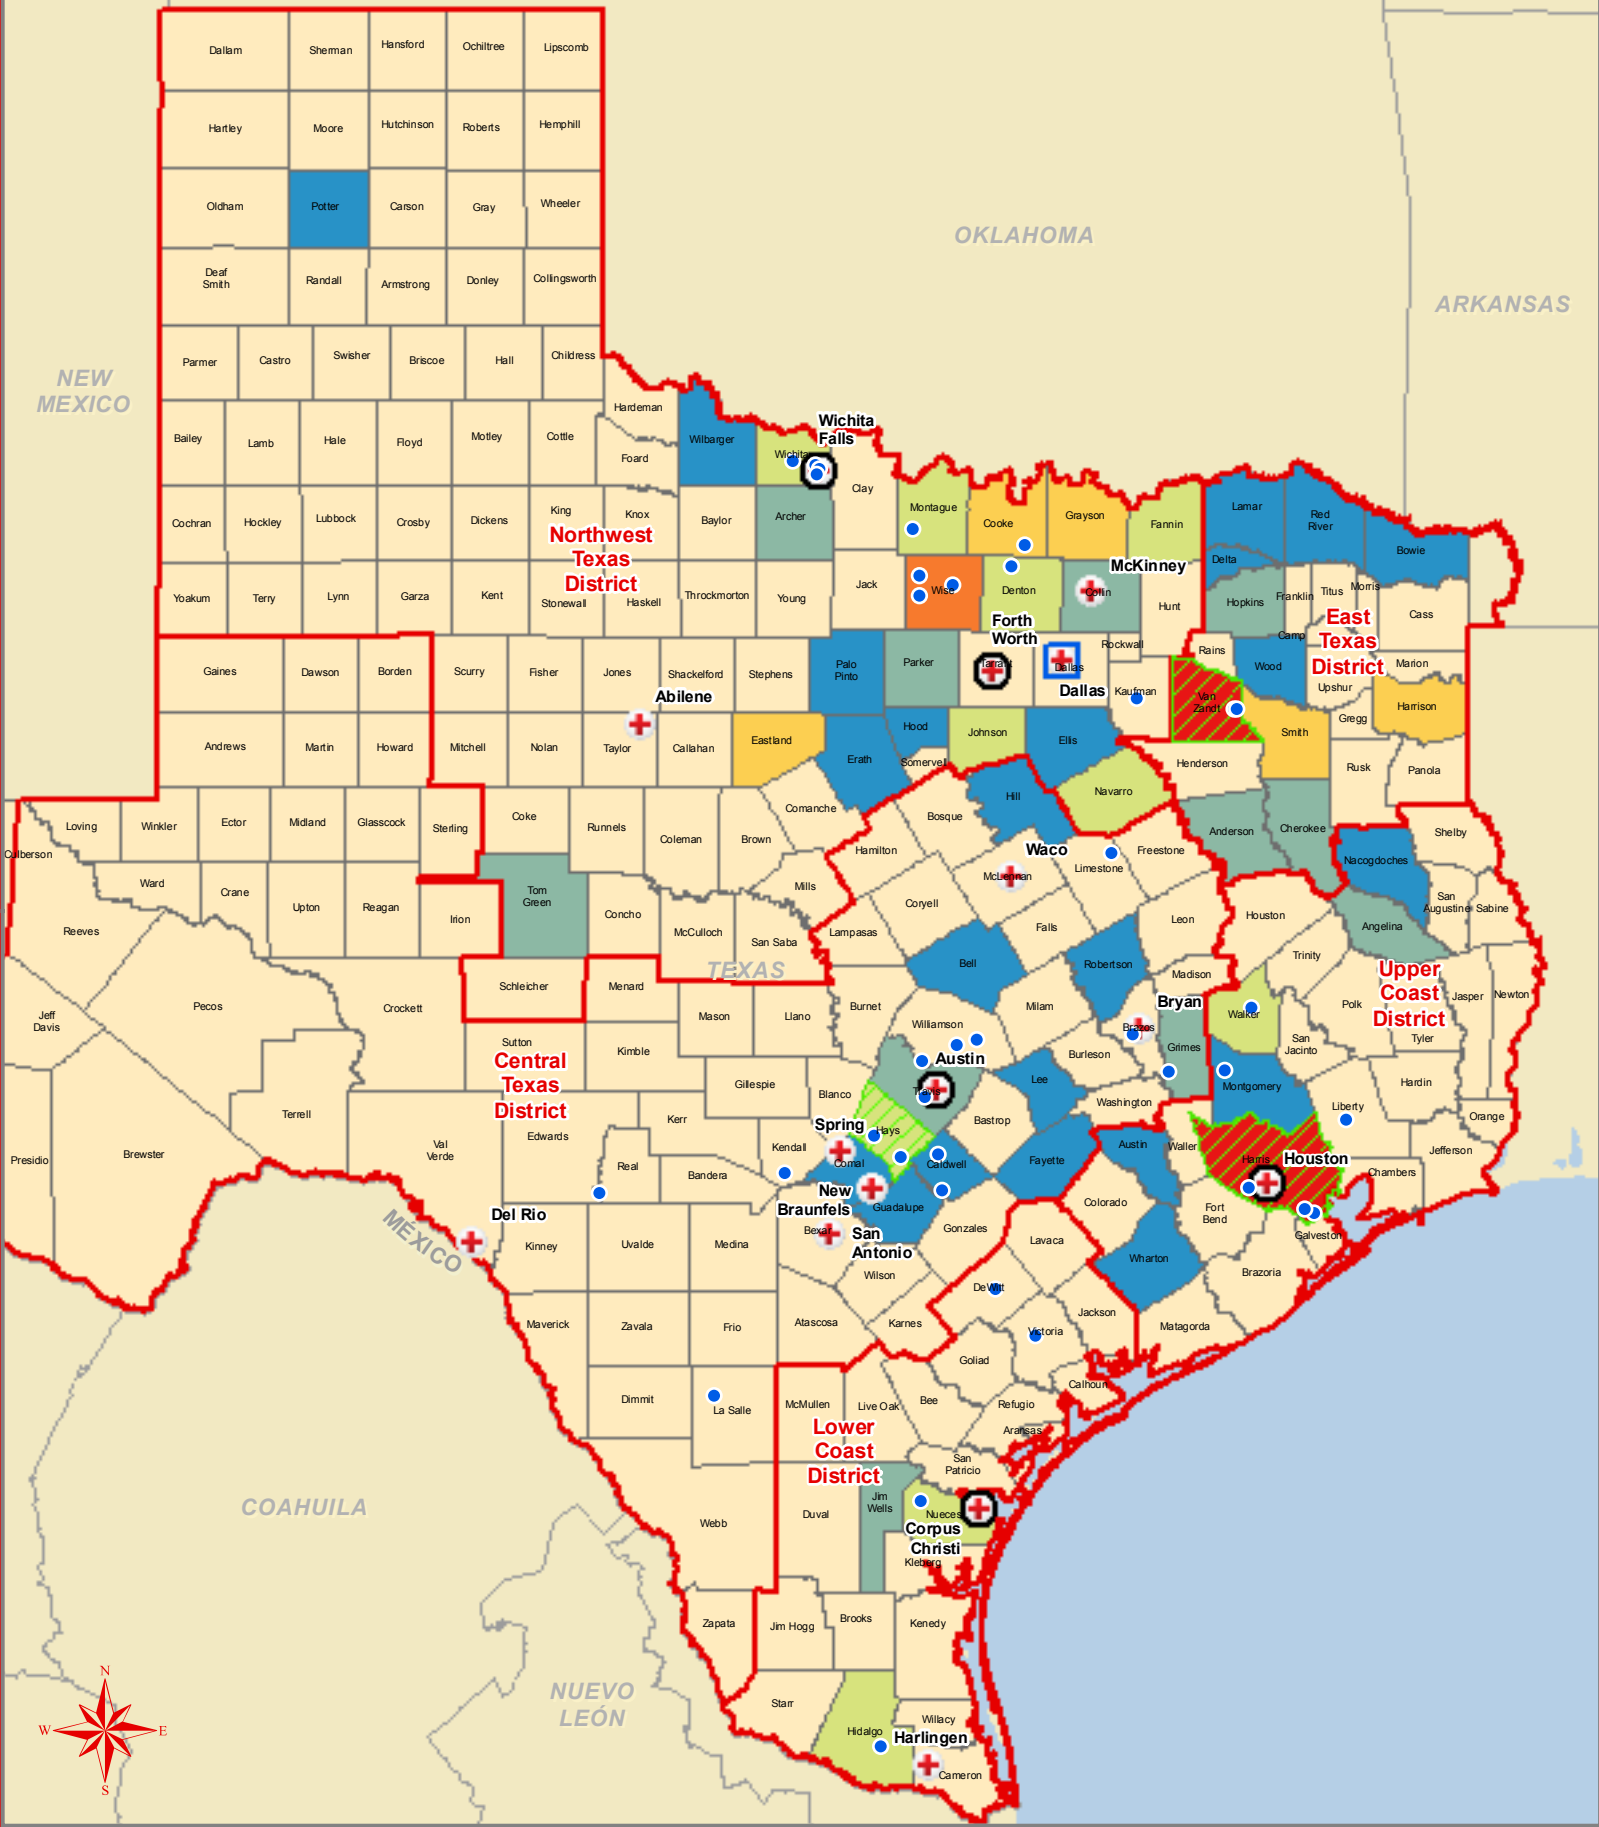 Dallam
Sherman
Hansford
Ochiltree
Lipscomb
Hartley
Moore
Hutchinson
Roberts
Hemphill
Oldham
Potter
Carson
Gray
Wheeler
OKLAHOMA
ARKANSAS
Deaf
Smith
Randall
Armstrong
Donley
Collingsworth
NEW
MEXICO
Parmer
Castro
Swisher
Briscoe
Hall
Childress
Bailey
Lamb
Hale
Floyd
Motley
Cottle
Hardeman
Foard
Wilbarger
Wichita
Wichita
Falls
Clay
Cochran
Hockley
Lubbock
Crosby
Dickens
King
Knox
Baylor
Archer
Montague
Cooke
Grayson
Fannin
Lamar
Red
River
Bowie
Delta
Northwest
Texas
District
Yoakum
Terry
Lynn
Garza
Kent
Stonewall
Haskell
Throckmorton
Young
Jack
Wise
Denton
McKinney
Collin
Hunt
Hopkins
Franklin
Titus
Morris
Cass
Camp
East
Texas
District
Forth
Worth
Gaines
Dawson
Borden
Scurry
Fisher
Jones
Shackelford
Stephens
Palo
Pinto
Parker
Tarrant
Dallas
Dallas
Rockwall
Kaufman
Rains
Wood
Van
Zandt
Upshur
Marion
Harrison
Gregg
Smith
Abilene
Andrews
Martin
Howard
Mitchell
Nolan
Taylor
Callahan
Eastland
Erath
Hood
Somervell
Johnson
Ellis
Navarro
Henderson
Rusk
Panola
Loving
Winkler
Ector
Midland
Glasscock
Sterling
Coke
Runnels
Coleman
Brown
Comanche
Bosque
Hill
Hamilton
Waco
McLennan
Limestone
Freestone
Anderson
Cherokee
Nacogdoches
Shelby
Culberson
Ward
Crane
Upton
Reagan
Irion
Tom
Green
Concho
Mills
McCulloch
San Saba
Coryell
Lampasas
Falls
Leon
Houston
San
Augustine
Sabine
Angelina
Trinity
Reeves
TEXAS
Bell
Robertson
Madison
Jeff
Davis
Pecos
Crockett
Schleicher
Menard
Mason
Llano
Burnet
Milam
Williamson
Bryan
Brazos
Grimes
Walker
Upper
Coast
District
Polk
Jasper
Newton
Tyler
San
Jacinto
Sutton
Kimble
Central
Texas
District
Gillespie
Blanco
Austin
Travis
Burleson
Lee
Washington
Montgomery
Hardin
Liberty
Orange
Terrell
Presidio
Brewster
Val
Verde
Edwards
Real
Kerr
Bandera
Kendall
Spring
Comal
Hays
Bastrop
Caldwell
Fayette
Austin
Waller
Harris
Houston
Jefferson
Chambers
New
Braunfels
Guadalupe
Bexar
San
Antonio
Gonzales
Colorado
Fort
Bend
Galveston
Del Rio
MÉXICO
Kinney
Uvalde
Medina
Wilson
Lavaca
Wharton
Brazoria
DeWitt
Jackson
Matagorda
Maverick
Zavala
Frio
Atascosa
Karnes
Victoria
Goliad
Calhoun
Dimmit
La Salle
McMullen
Live Oak
Bee
Refugio
Aransas
Lower
Coast
District
San
Patricio
COAHUILA
Webb
Duval
Jim
Wells
Nueces
Corpus
Christi
Kleberg
Zapata
Jim Hogg
Brooks
Kenedy
NUEVO
LEÓN
Starr
Hidalgo
Willacy
Harlingen
Cameron
N
W
E
S